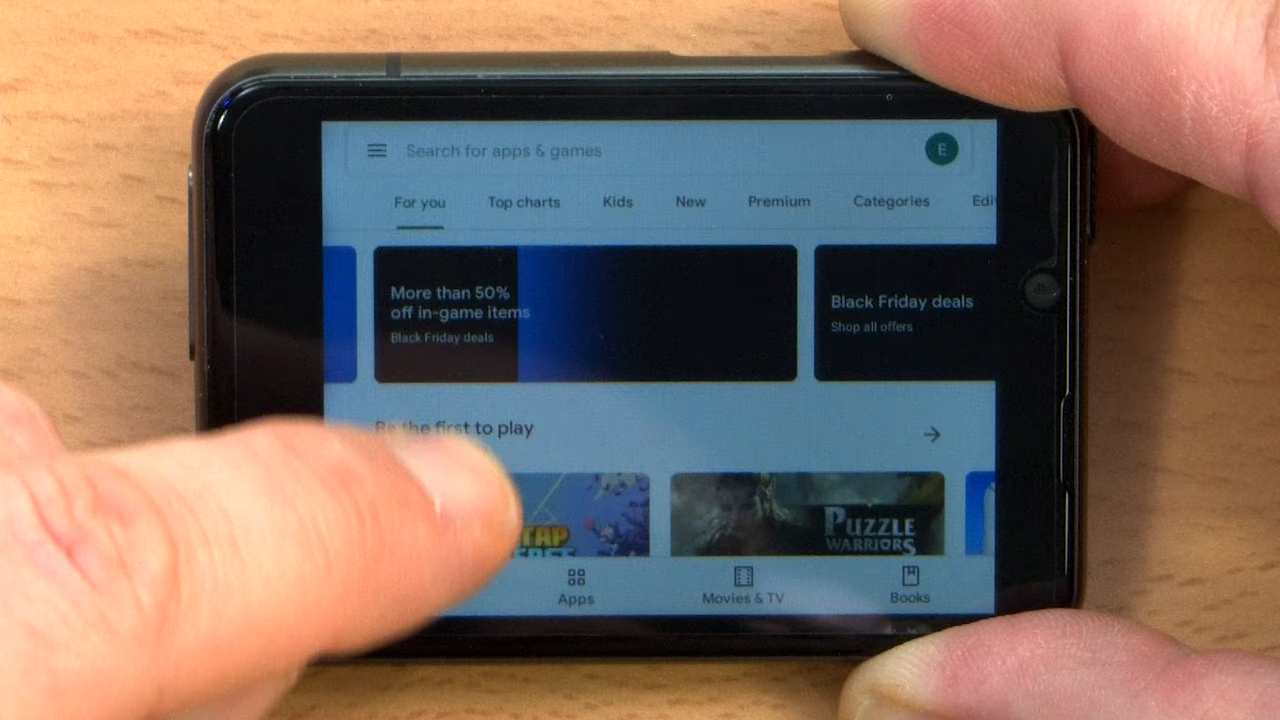 Search for apps & games
E
For you Top charts Kids New Premium Categories Edi
More than 50%
off in-game items
Black Friday deals
Black Friday deals
Shop all offers
Be the first to play
TAP
PUZZLE
WARRIORS
Apps Movies & TV Books